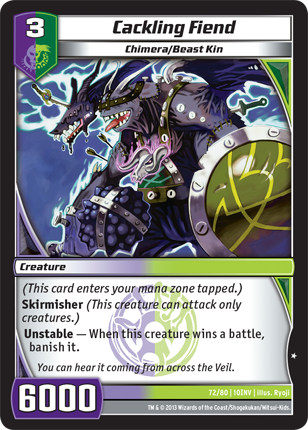 3
Cackling Fiend
Chimera/Beast Kin
Creature
(This card enters your mana zone tapped.)
Skirmisher (This creature can attack only
creatures.)
Unstable — When this creature wins a battle,
banish it.
You can hear it coming from across the Veil.
6000
72/80 | 10INV | illus. Ryoji
TM & © 2013 Wizards of the Coast/Shogakukan/Mitsui-Kids.